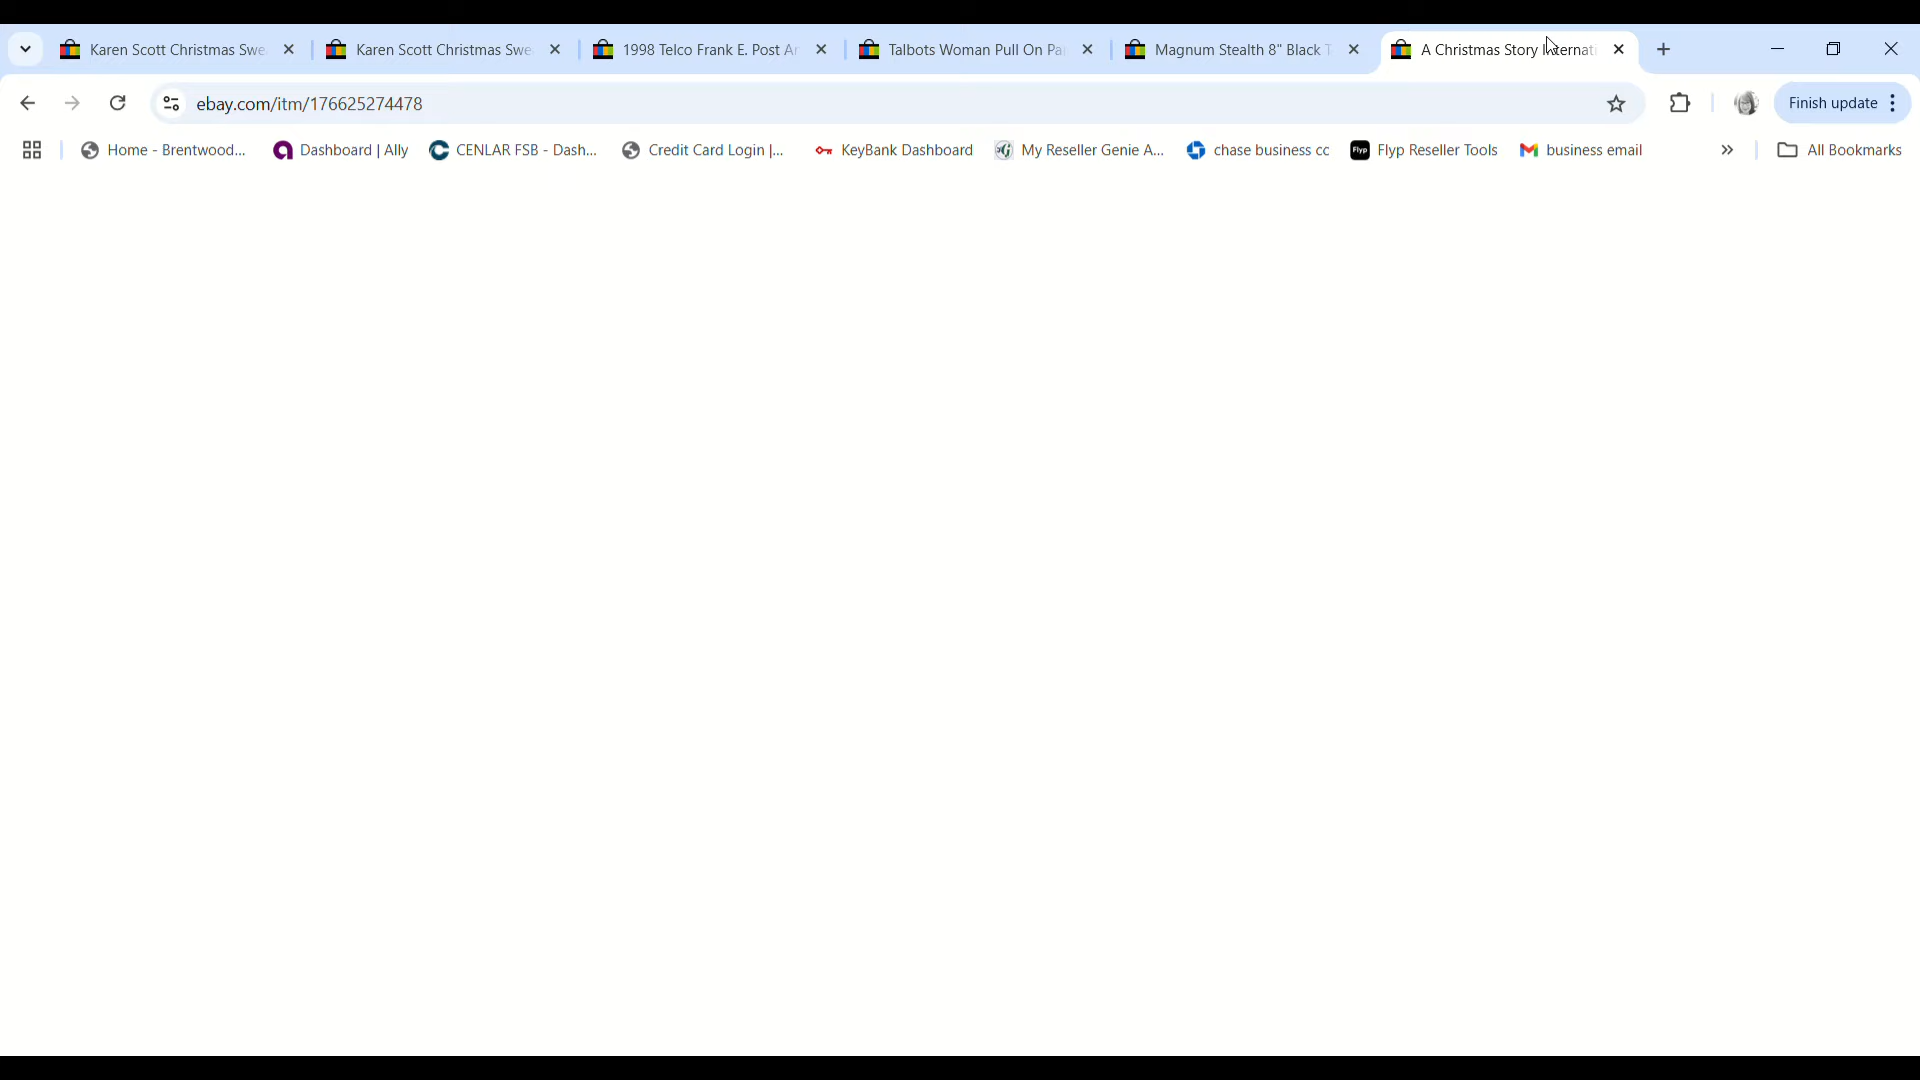 Karen Scott Christmas Swe
Karen Scott Christmas Swe
1998 Telco Frank E. Post Ar
Talbots Woman Pull On Pa
Magnum Stealth 8" Black T
A Christmas Story Internati
ebay.com/itm/176625274478
Finish update
Home - Brentwood...
Dashboard | Ally
CENLAR FSB - Dash...
Credit Card Login |...
KeyBank Dashboard
My Reseller Genie A...
chase business cc
Flyp
Flyp Reseller Tools
business email
All Bookmarks